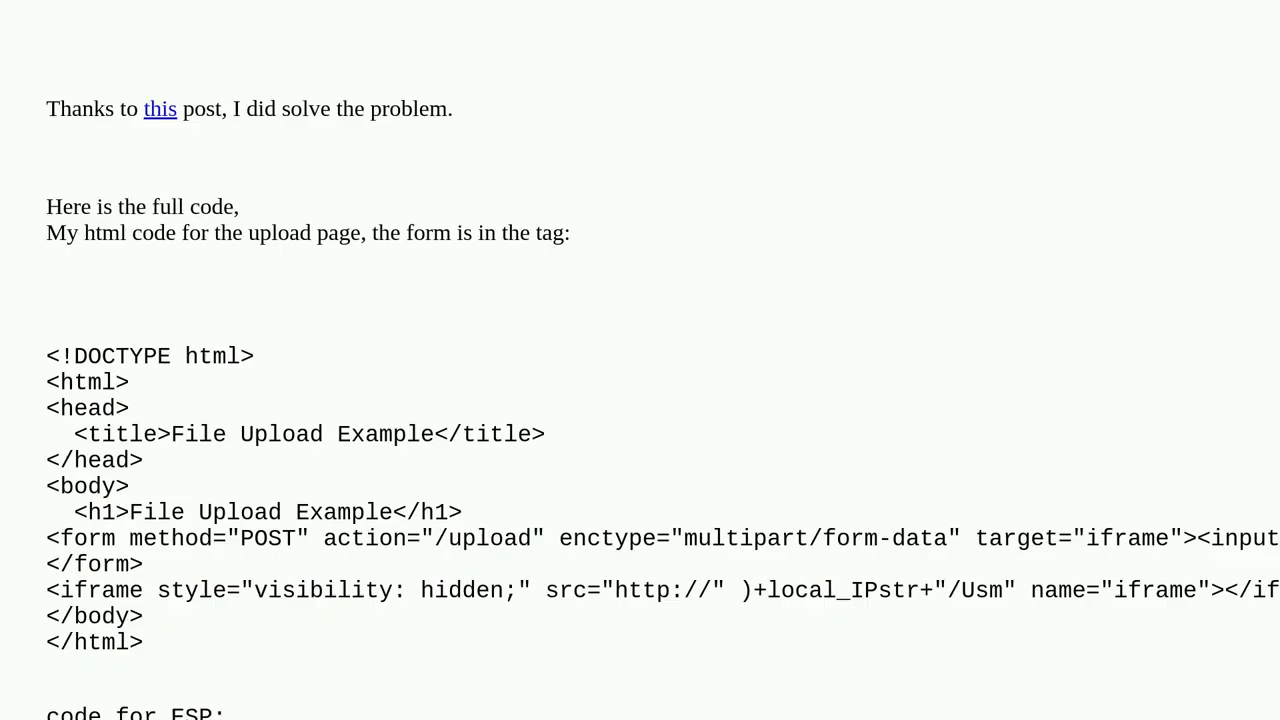 Thanks to this post, I did solve the problem.
Here is the full code,
My html code for the upload page, the form is in the tag:
<!DOCTYPE html>
<html>
<head>
  <title>File Upload Example</title>
</head>
<body>
  <h1>File Upload Example</h1>
<form method="POST" action="/upload" enctype="multipart/form-data" target="iframe"><input
</form>
<iframe style="visibility: hidden;" src="http://" )+local_IPstr+"/Usm" name="iframe"></if
</body>
</html>
code for ESP: